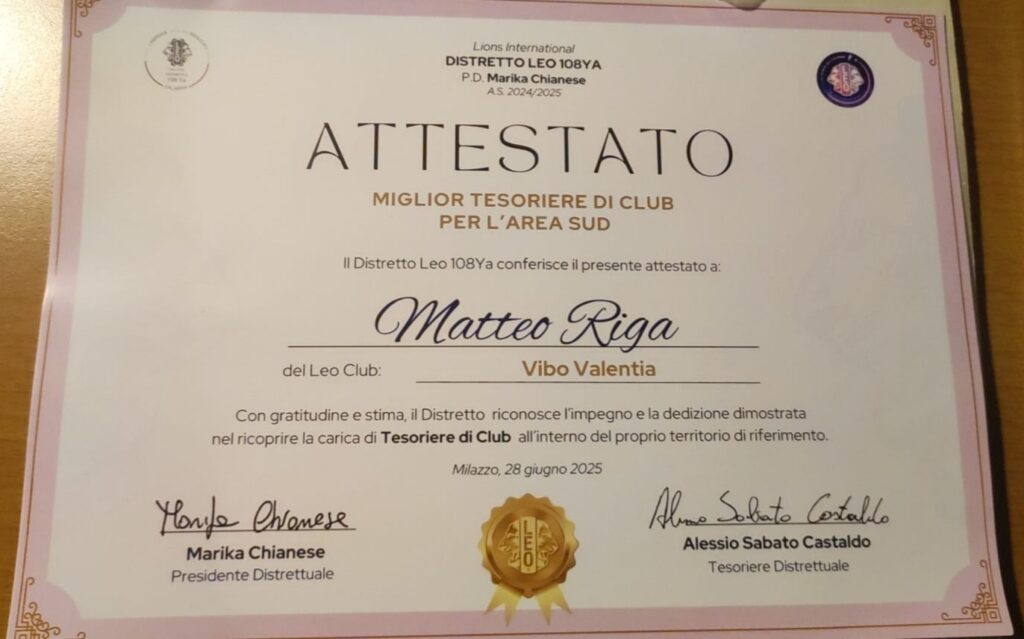 Lions International
DISTRETTO LEO 108YA
P.D. Marika Chianese
A.S. 2024/2025
ATTESTATO
MIGLIOR TESORIERE DI CLUB
PER L'AREA SUD
Il Distretto Leo 108Ya conferisce il presente attestato a:
Matteo Riga
del Leo Club: Vibo Valentia
Con gratitudine e stima, il Distretto riconosce l'impegno e la dedizione dimostrata
nel ricoprire la carica di Tesoriere di Club all'interno del proprio territorio di riferimento.
Milazzo, 28 giugno 2025
Marika Chianese
Alessio Sabato Costaldo
LEO
Marika Chianese
Presidente Distrettuale
Alessio Sabato Castaldo
Tesoriere Distrettuale